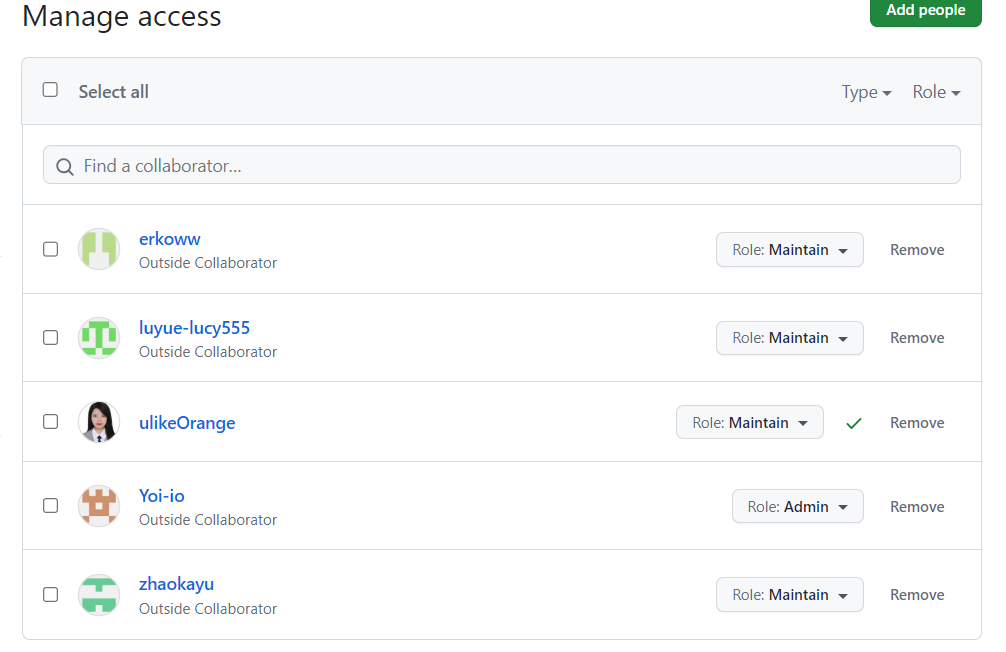 Manage access
Add people
Select all
Type
Role
Find a collaborator...
erkoww
Outside Collaborator
Role: Maintain
Remove
luyue-lucy555
Outside Collaborator
Role: Maintain
Remove
ulikeOrange
Role: Maintain
Remove
Yoi-io
Outside Collaborator
Role: Admin
Remove
zhaokayu
Outside Collaborator
Role: Maintain
Remove